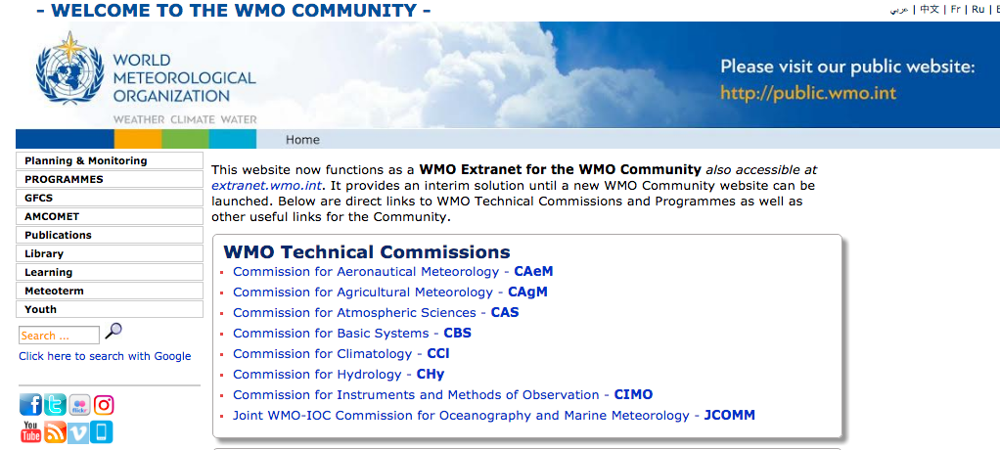 - WELCOME TO THE WMO COMMUNITY -
عربي | 中文 | Fr | Ru |
WORLD
METEOROLOGICAL
ORGANIZATION
WEATHER CLIMATE WATER
Please visit our public website:
http://public.wmo.int
Home
Planning & Monitoring
PROGRAMMES
GFCS
AMCOMET
Publications
Library
Learning
Meteoterm
Youth
Search ...
Click here to search with Google
flickr
You
Tube
This website now functions as a WMO Extranet for the WMO Community also accessible at
extranet.wmo.int. It provides an interim solution until a new WMO Community website can be
launched. Below are direct links to WMO Technical Commissions and Programmes as well as
other useful links for the Community.
WMO Technical Commissions
Commission for Aeronautical Meteorology - CAeM
Commission for Agricultural Meteorology - CAgM
Commission for Atmospheric Sciences - CAS
Commission for Basic Systems - CBS
Commission for Climatology - CCl
Commission for Hydrology - CHy
Commission for Instruments and Methods of Observation - CIMO
Joint WMO-IOC Commission for Oceanography and Marine Meteorology - JCOMM